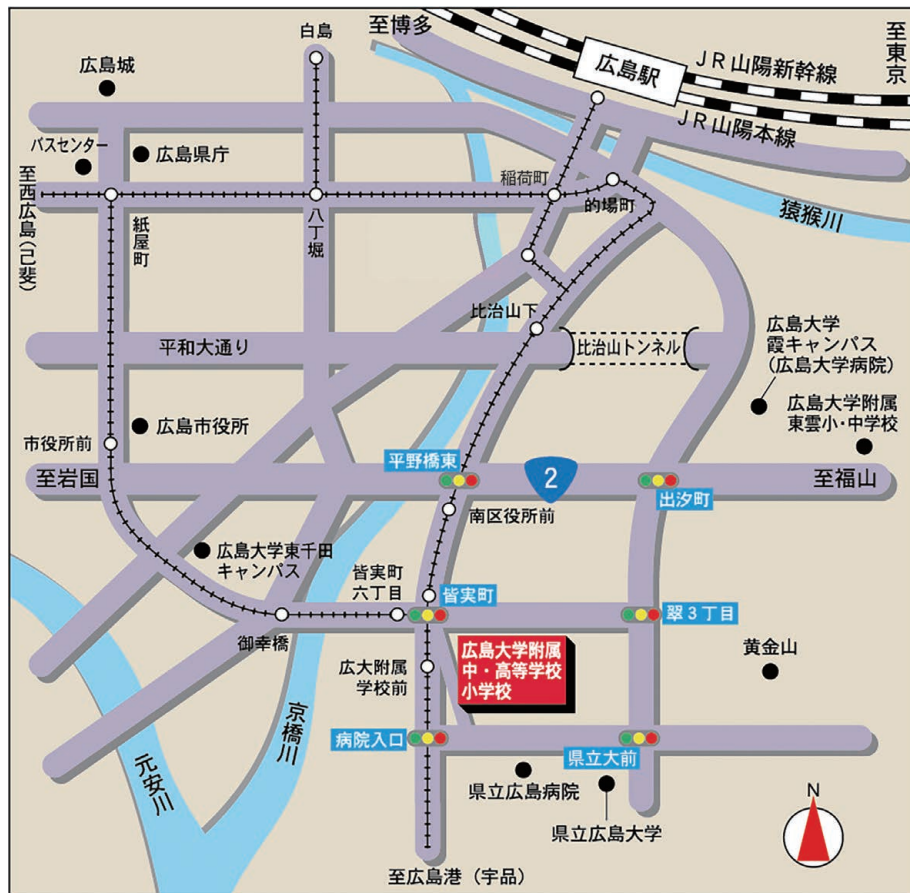 白島
至博多
広島駅
JR山陽新幹線
至東京
広島城
JR山陽本線
バスセンター
広島県庁
稲荷町
的場町
猿猴川
至西広島(己斐)
紙屋町
八丁堀
比治山下
平和大通り
比治山トンネル
広島大学
霞キャンパス
(広島大学病院)
広島大学附属
東雲小・中学校
広島市役所
市役所前
平野橋東
至岩国
2
至福山
出汐町
南区役所前
広島大学東千田
キャンパス
皆実町
六丁目
皆実町
翠3丁目
御幸橋
広島大学附属
中・高等学校
小学校
黄金山
広大附属
学校前
京橋川
病院入口
県立大前
元安川
県立広島病院
県立広島大学
N
至広島港(宇品)